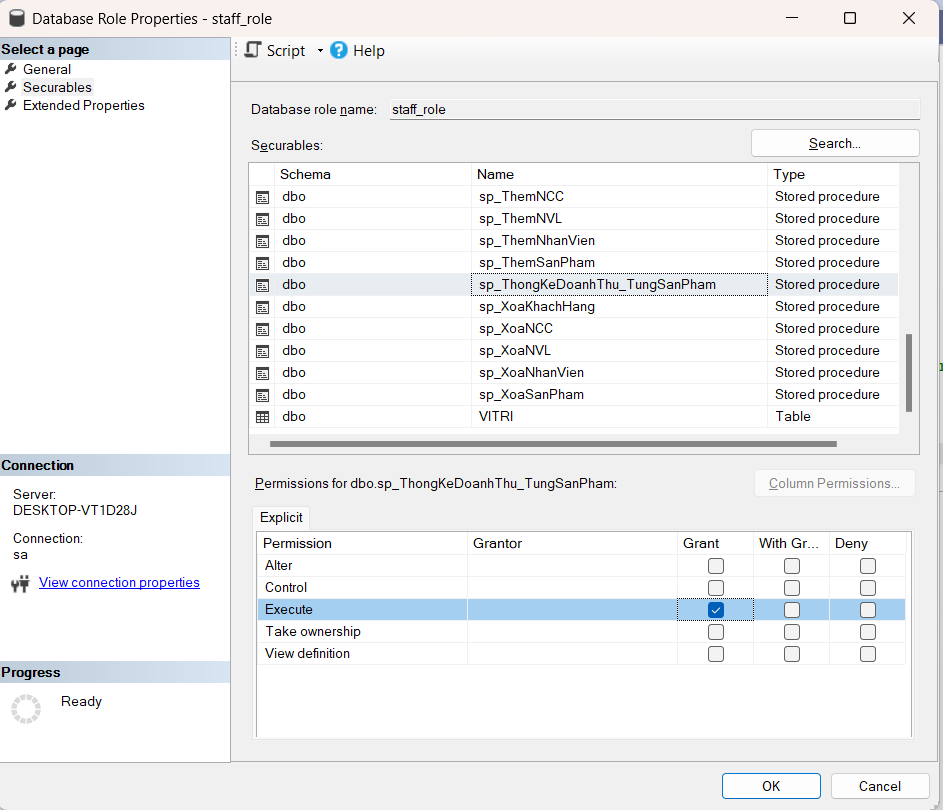 Database Role Properties - staff_role
Select a page
General
Securables
Extended Properties
Script
Help
Database role name: staff_role
Securables:
Search...
Schema Name Type
dbo sp_ThemNCC Stored procedure
dbo sp_ThemNVL Stored procedure
dbo sp_ThemNhanVien Stored procedure
dbo sp_ThemSanPham Stored procedure
dbo sp_ThongKeDoanhThu_TungSanPham Stored procedure
dbo sp_XoaKhachHang Stored procedure
dbo sp_XoaNCC Stored procedure
dbo sp_XoaNVL Stored procedure
dbo sp_XoaNhanVien Stored procedure
dbo sp_XoaSanPham Stored procedure
dbo VITRI Table
Connection
Server:
DESKTOP-VT1D28J
Connection:
sa
View connection properties
Progress
Ready
Permissions for dbo.sp_ThongKeDoanhThu_TungSanPham:
Column Permissions...
Explicit
Permission Grantor Grant With Gr... Deny
Alter
Control
Execute
Take ownership
View definition
OK
Cancel